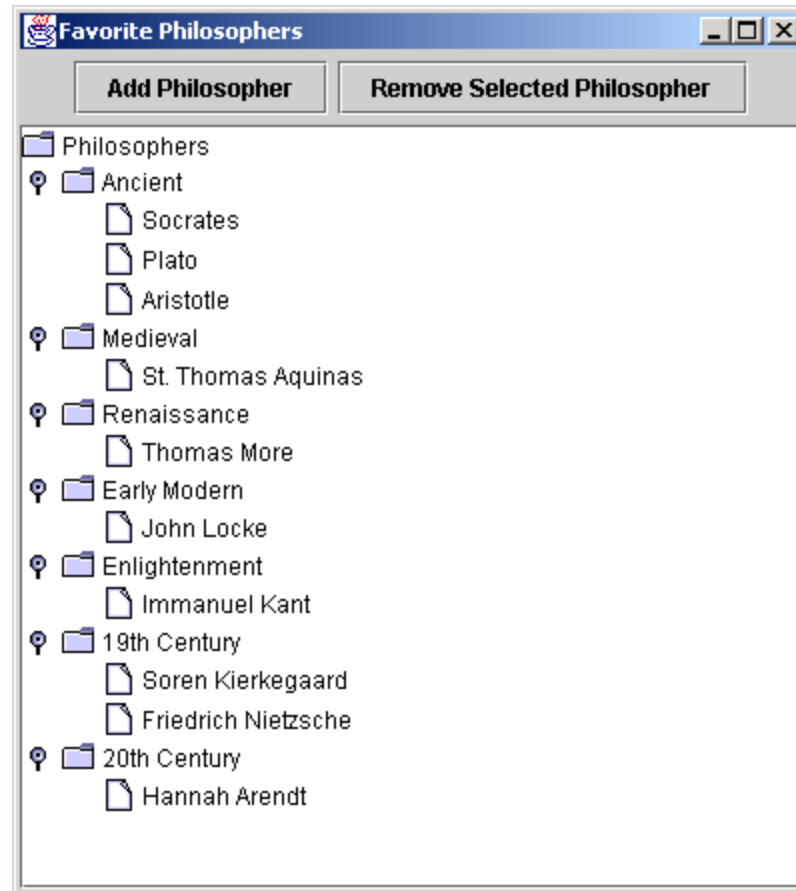 Favorite Philosophers
Add Philosopher Remove Selected Philosopher
Philosophers
Ancient
Socrates
Plato
Aristotle
Medieval
St. Thomas Aquinas
Renaissance
Thomas More
Early Modern
John Locke
Enlightenment
Immanuel Kant
19th Century
Soren Kierkegaard
Friedrich Nietzsche
20th Century
Hannah Arendt